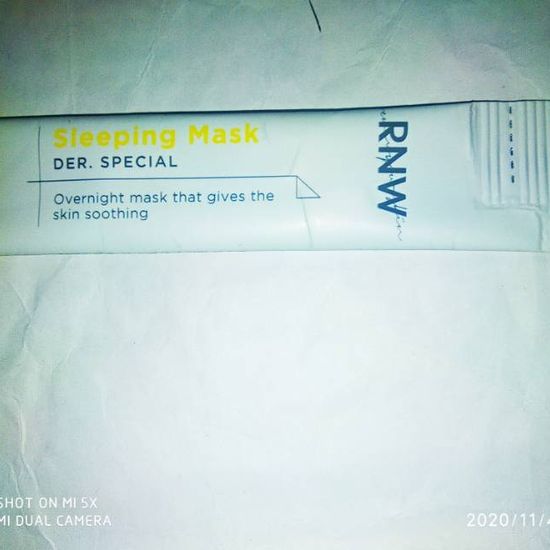 Sleeping Mask
DER. SPECIAL
Overnight mask that gives the
skin soothing
RNW
SHOT ON MI 5X
MI DUAL CAMERA
2020/11/